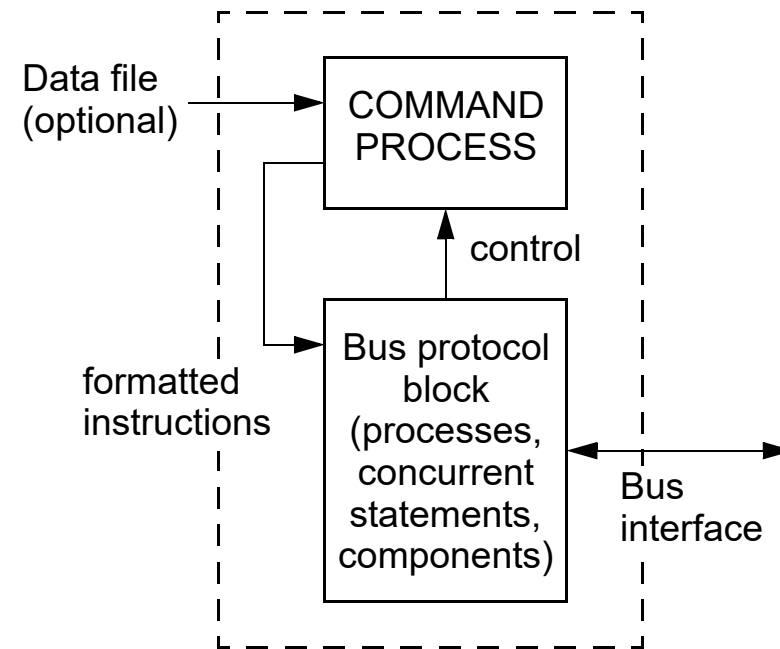 Data file
(optional)
COMMAND
PROCESS
control
formatted
instructions
Bus protocol
block
(processes,
concurrent
statements,
components)
Bus
interface